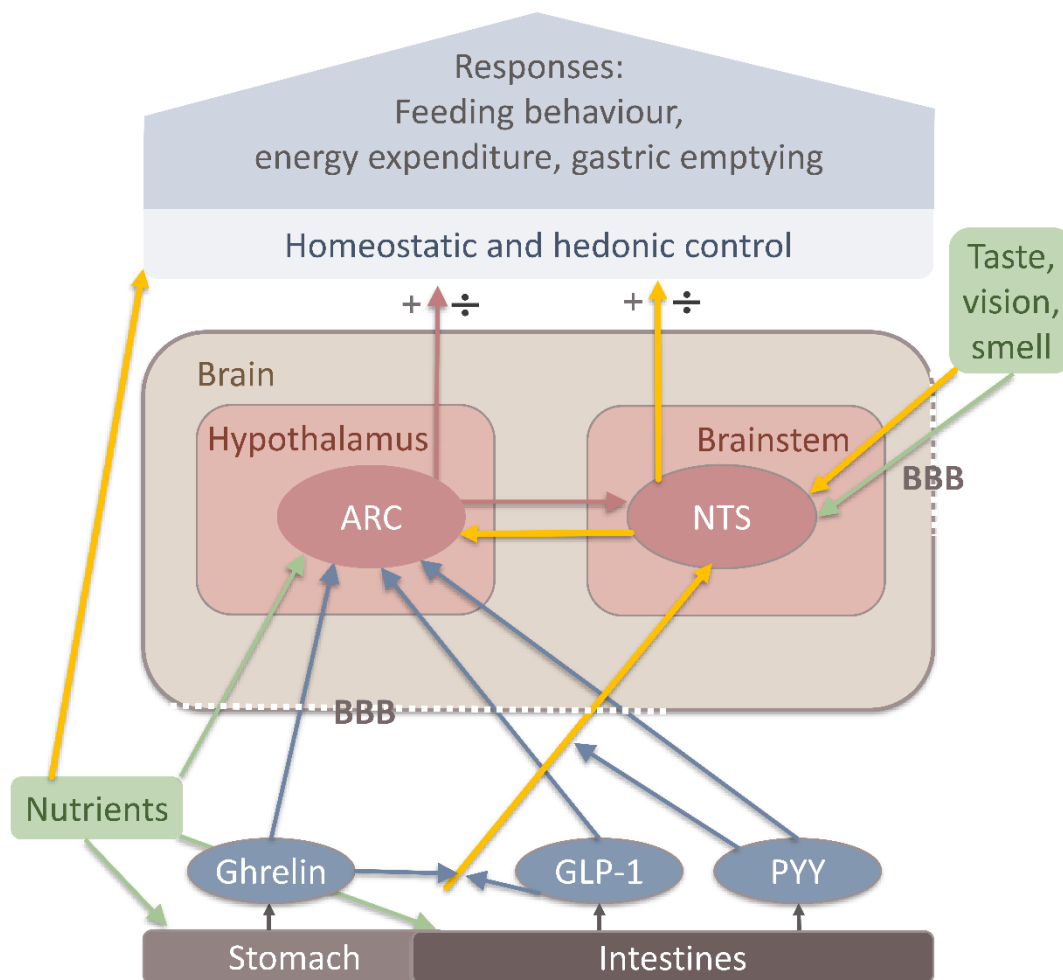 Responses:
Feeding behaviour,
energy expenditure, gastric emptying
Homeostatic and hedonic control
Taste,
vision,
smell
+ ÷
+ ÷
Brain
Hypothalamus
Brainstem
BBB
ARC
NTS
BBB
Nutrients
Ghrelin
GLP-1
PYY
Stomach
Intestines